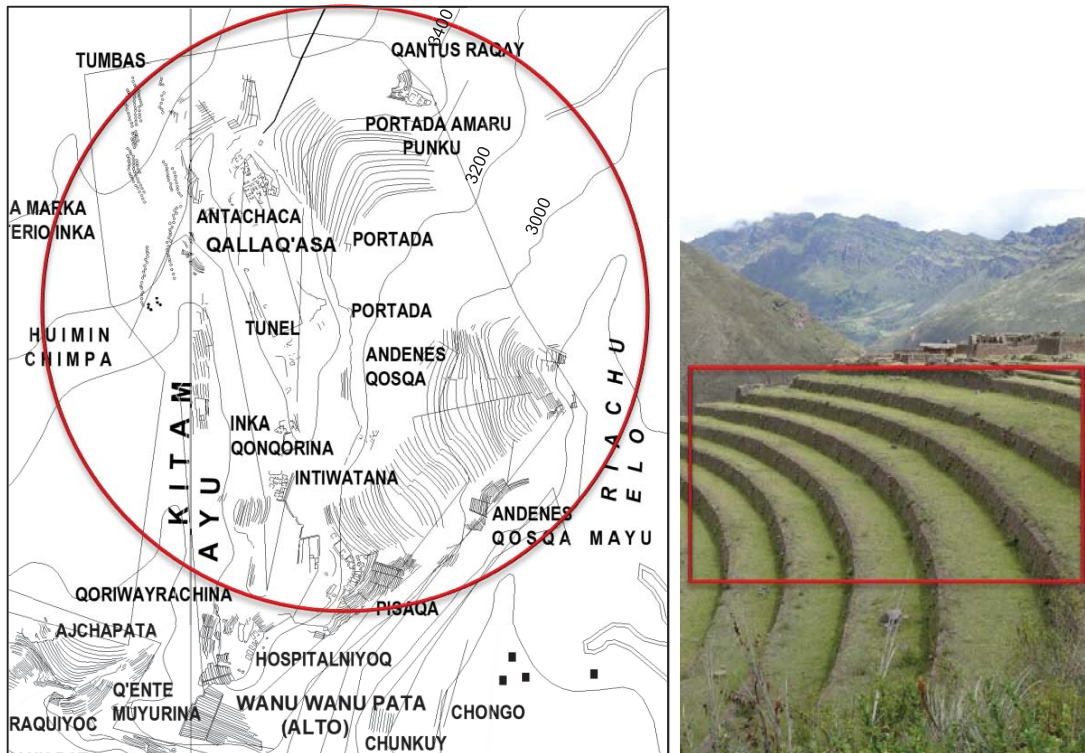 3400
QANTUS RAQAY
TUMBAS
PORTADA AMARU
PUNKU
3200
3000
A MARKA
TERIO INKA
ANTACHACA
QALLAQ'ASA
PORTADA
PORTADA
TUNEL
HUIMIN
CHIMPA
ANDENES
QOSQA
RIACHU
ELO
KITAM
AYU
INKA
QONQORINA
INTIWATANA
ANDENES
QOSQA MAYU
QORIWAYRACHINA
PISAQA
AJCHAPATA
HOSPITALNIYOQ
Q'ENTE
MUYURINA
WANU WANU PATA
(ALTO)
RAQUIYOC
CHONGO
CHUNKUY